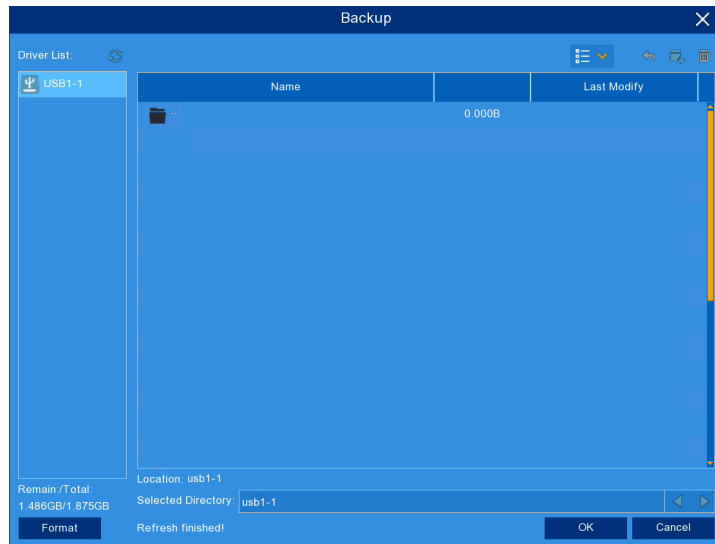 Backup
Driver List:
USB1-1
Name
Last Modify
..
0.000B
Location: usb1-1
Remain:/Total:
Selected Directory: usb1-1
1.486GB/1.875GB
Format
Refresh finished!
OK
Cancel